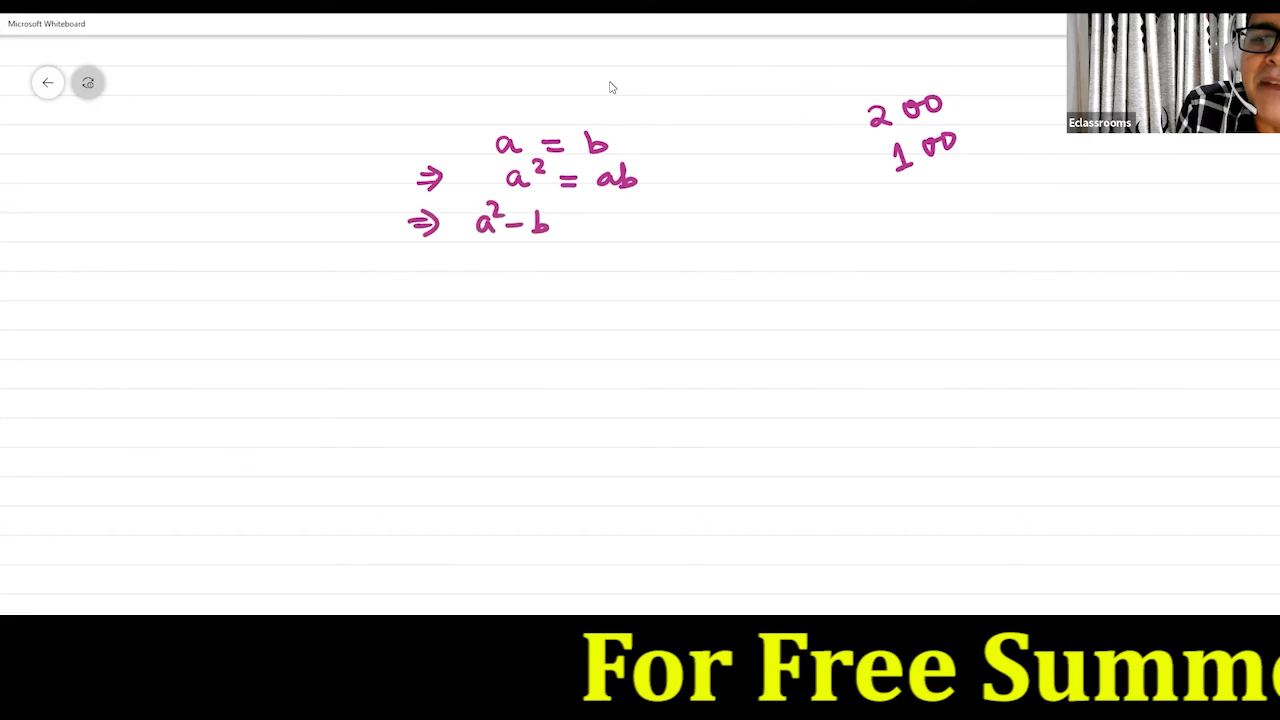 Microsoft Whiteboard
Eclassrooms
200
100
a = b
⇒ a² = ab
⇒ a² - b
For Free Summe